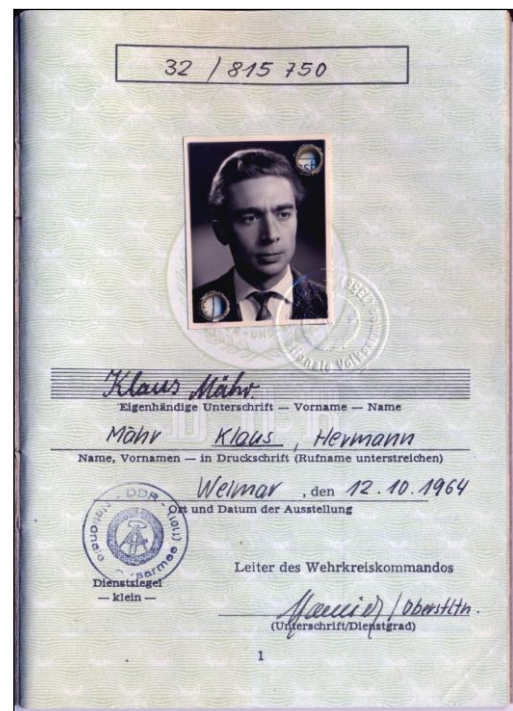 32 / 815 750
Klaus Mähr.
Eigenhändige Unterschrift — Vorname — Name
Mähr Klaus, Hermann
Name, Vornamen — in Druckschrift (Rufname unterstreichen)
Weimar, den 12.10.1964
Ort und Datum der Ausstellung
DDR
Dienstsiegel
— klein —
Leiter des Wehrkreiskommandos
/ Oberstltn.
(Unterschrift/Dienstgrad)
1